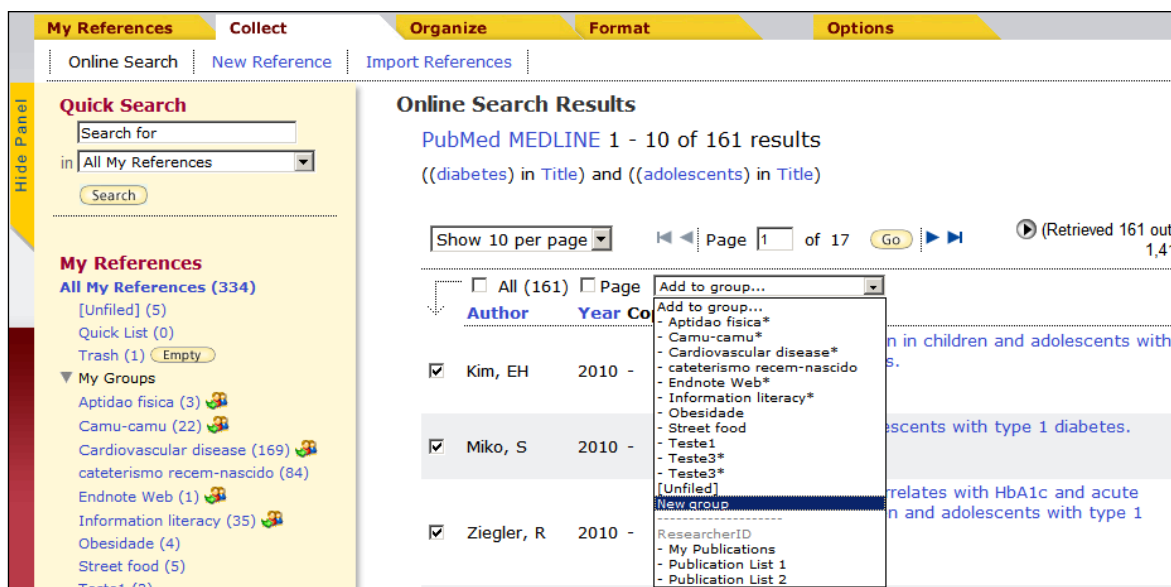 My References Collect Organize Format Options
Online Search New Reference Import References
Hide Panel
Quick Search
Search for
in All My References
Search
My References
All My References (334)
[Unfiled] (5)
Quick List (0)
Trash (1) Empty
My Groups
Aptidao fisica (3)
Camu-camu (22)
Cardiovascular disease (169)
cateterismo recem-nascido (84)
Endnote Web (1)
Information literacy (35)
Obesidade (4)
Street food (5)
Online Search Results
PubMed MEDLINE 1 - 10 of 161 results
((diabetes) in Title) and ((adolescents) in Title)
Show 10 per page Page 1 of 17 Go (Retrieved 161 out
1,41
All (161) Page Add to group...
Author Year Co
Add to group...
- Aptidao fisica*
- Camu-camu*
- Cardiovascular disease*
- cateterismo recem-nascido
- Endnote Web*
- Information literacy*
- Obesidade
- Street food
- Teste1
- Teste3*
- Teste3*
[Unfiled]
New group
--------------------
ResearcherID
- My Publications
- Publication List 1
- Publication List 2
Kim, EH 2010 - n in children and adolescents with
s.
Miko, S 2010 - escents with type 1 diabetes.
Ziegler, R 2010 - rrelates with HbA1c and acute
n and adolescents with type 1